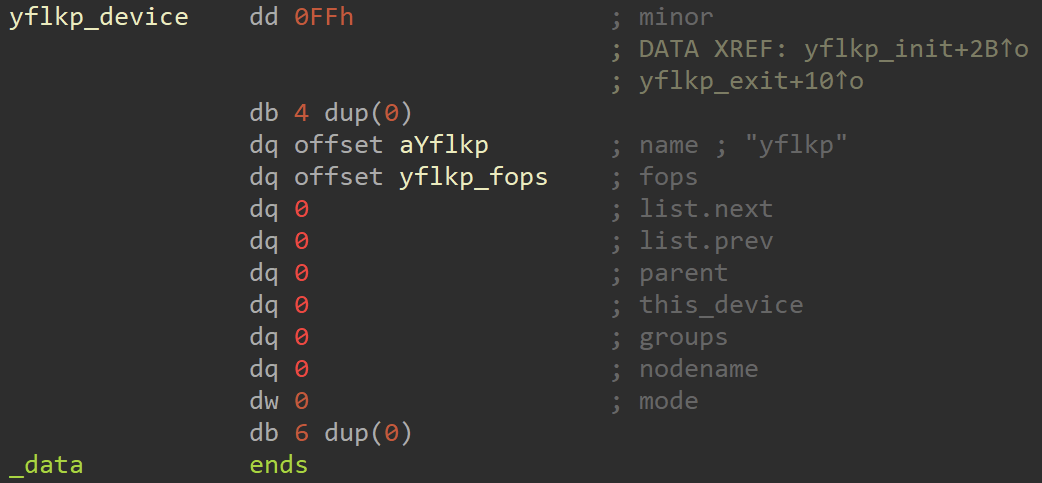 yflkp_device dd 0FFh ; minor
; DATA XREF: yflkp_init+2B↑o
; yflkp_exit+10↑o
db 4 dup(0)
dq offset aYflkp ; name ; "yflkp"
dq offset yflkp_fops ; fops
dq 0 ; list.next
dq 0 ; list.prev
dq 0 ; parent
dq 0 ; this_device
dq 0 ; groups
dq 0 ; nodename
dw 0 ; mode
db 6 dup(0)
_data ends